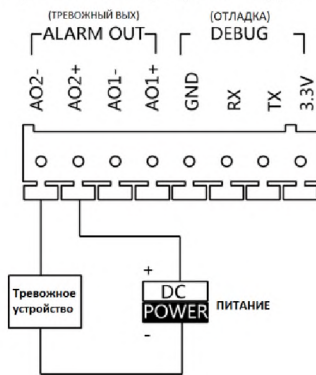 (ТРЕВОЖНЫЙ ВЫХ) (ОТЛАДКА)
ALARM OUT DEBUG
AO2- AO2+ AO1- AO1+ GND RX TX 3.3V
+
DC
POWER
-
ПИТАНИЕ
Тревожное
устройство